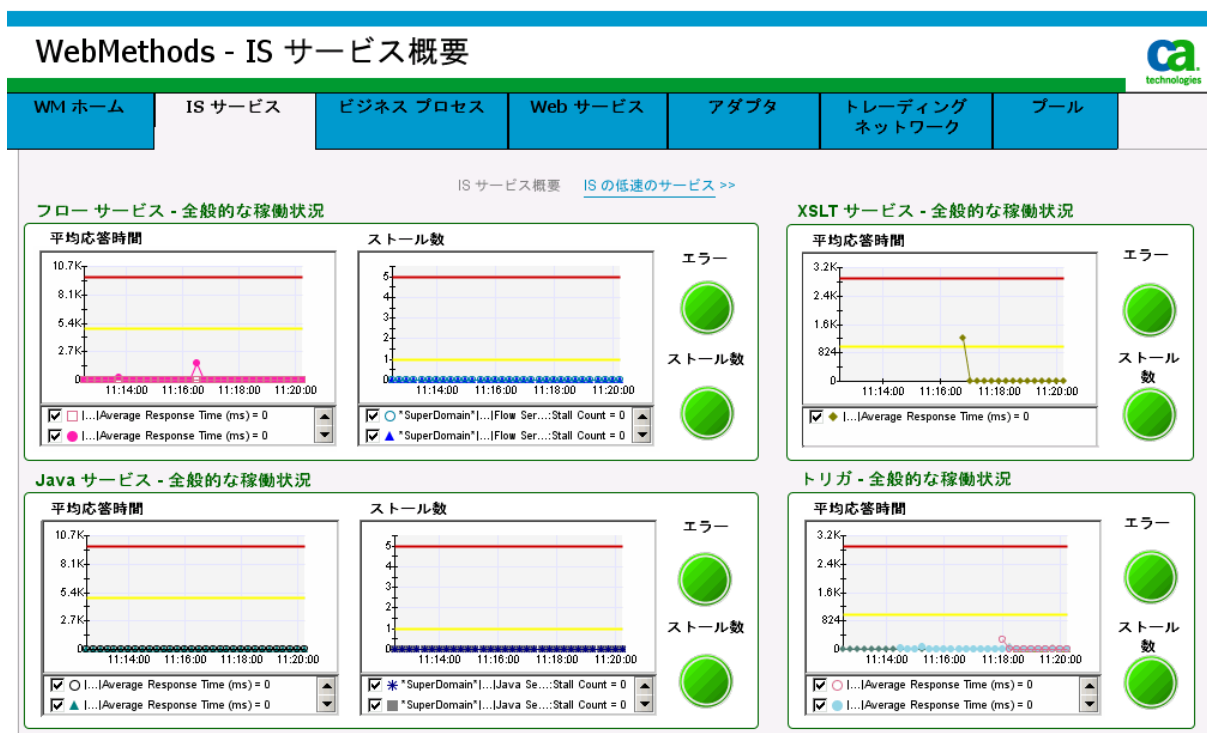 WebMethods - IS サービス概要
ca
technologies
WM ホーム
IS サービス
ビジネス プロセス
Web サービス
アダプタ
トレーディング
ネットワーク
プール
IS サービス概要 IS の低速のサービス >>
フロー サービス - 全般的な稼働状況
平均応答時間
10.7K
8.1K
5.4K
2.7K
0
11:14:00 11:16:00 11:18:00 11:20:00
|...|Average Response Time (ms) = 0
|...|Average Response Time (ms) = 0
ストール数
5
4
3
2
1
0
11:14:00 11:16:00 11:18:00 11:20:00
*SuperDomain*|...|Flow Ser...:Stall Count = 0
*SuperDomain*|...|Flow Ser...:Stall Count = 0
エラー
ストール数
XSLT サービス - 全般的な稼働状況
平均応答時間
3.2K
2.4K
1.6K
824
0
11:14:00 11:16:00 11:18:00 11:20:00
|...|Average Response Time (ms) = 0
エラー
ストール
数
Java サービス - 全般的な稼働状況
平均応答時間
10.7K
8.1K
5.4K
2.7K
0
11:14:00 11:16:00 11:18:00 11:20:00
|...|Average Response Time (ms) = 0
|...|Average Response Time (ms) = 0
ストール数
5
4
3
2
1
0
11:14:00 11:16:00 11:18:00 11:20:00
*SuperDomain*|...|Java Se...:Stall Count = 0
*SuperDomain*|...|Java Se...:Stall Count = 0
エラー
ストール数
トリガ - 全般的な稼働状況
平均応答時間
3.2K
2.4K
1.6K
824
0
11:14:00 11:16:00 11:18:00 11:20:00
|...|Average Response Time (ms) = 0
|...|Average Response Time (ms) = 0
エラー
ストール
数